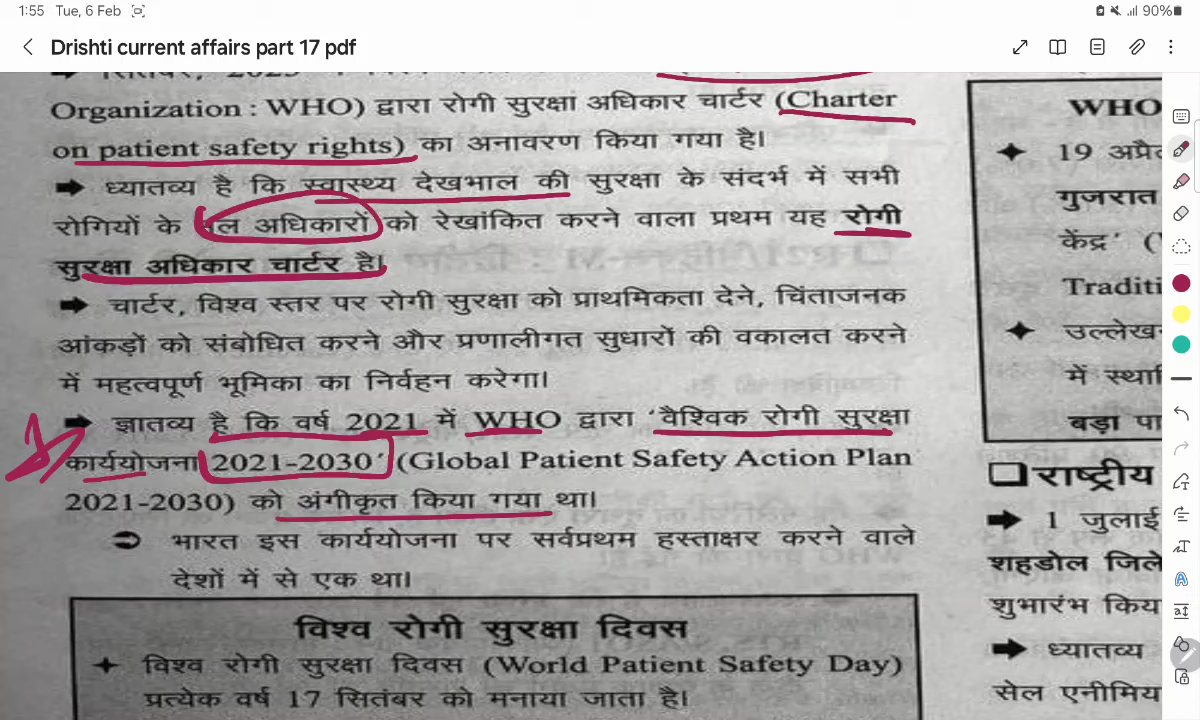 1:55 Tue, 6 Feb
90%
Drishti current affairs part 17 pdf
Organization : WHO) द्वारा रोगी सुरक्षा अधिकार चार्टर (Charter
on patient safety rights) का अनावरण किया गया है।
ध्यातव्य है कि स्वास्थ्य देखभाल की सुरक्षा के संदर्भ में सभी
रोगियों के अधिकारों को रेखांकित करने वाला प्रथम यह रोगी
सुरक्षा अधिकार चार्टर है।
चार्टर, विश्व स्तर पर रोगी सुरक्षा को प्राथमिकता देने, चिंताजनक
आंकड़ों को संबोधित करने और प्रणालीगत सुधारों की वकालत करने
में महत्वपूर्ण भूमिका का निर्वहन करेगा।
ज्ञातव्य है कि वर्ष 2021 में WHO द्वारा 'वैश्विक रोगी सुरक्षा
कार्ययोजना 2021-2030' (Global Patient Safety Action Plan
2021-2030) को अंगीकृत किया गया था।
भारत इस कार्ययोजना पर सर्वप्रथम हस्ताक्षर करने वाले
देशों में से एक था।
विश्व रोगी सुरक्षा दिवस
विश्व रोगी सुरक्षा दिवस (World Patient Safety Day)
प्रत्येक वर्ष 17 सितंबर को मनाया जाता है।
WHO
19 अप्रै
गुजरात
केंद्र' (
Traditi
उल्लेखन
में स्था
बड़ा पा
राष्ट्रीय
1 जुलाई
शहडोल जिले
शुभारंभ किय
ध्यातव्य
सेल एनीमिय